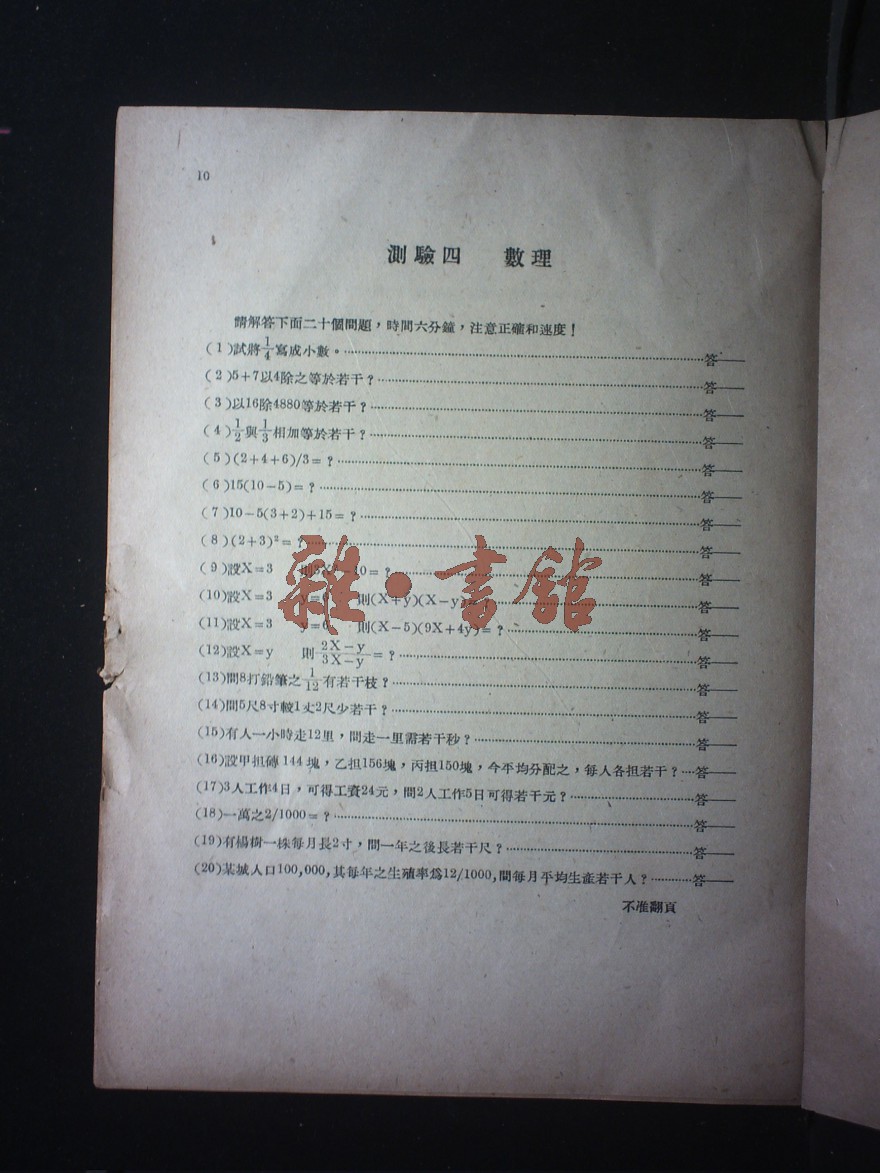 10
測驗四 數理
請解答下面二十個問題，時間六分鐘，注意正確和速度！
(1)試將1/4寫成小數。答
(2)5+7以4除之等於若干？答
(3)以16除4880等於若干？答
(4)1/2與1/3相加等於若干？答
(5)(2+4+6)/3=？答
(6)15(10-5)=？答
(7)10-5(3+2)+15=？答
(8)(2+3)²=？答
(9)設X=3 則3X 10=？答
(10)設X=3 y= 則(X+y)(X-y)=？答
(11)設X=3 y=6 則(X-5)(9X+4y)=？答
(12)設X=y 則2X-y/3X-y=？答
(13)問8打鉛筆之1/12有若干枝？答
(14)問5尺8寸較1丈2尺少若干？答
(15)有人一小時走12里，問走一里需若干秒？答
(16)設甲担磚144塊，乙担156塊，丙担150塊，今平均分配之，每人各担若干？答
(17)3人工作4日，可得工資24元，問2人工作5日可得若干元？答
(18)一萬之2/1000=？答
(19)有楊樹一株每月長2寸，問一年之後長若干尺？答
(20)某城人口100,000,其每年之生殖率爲12/1000,問每月平均生產若干人？答
不准翻頁
雜·書館